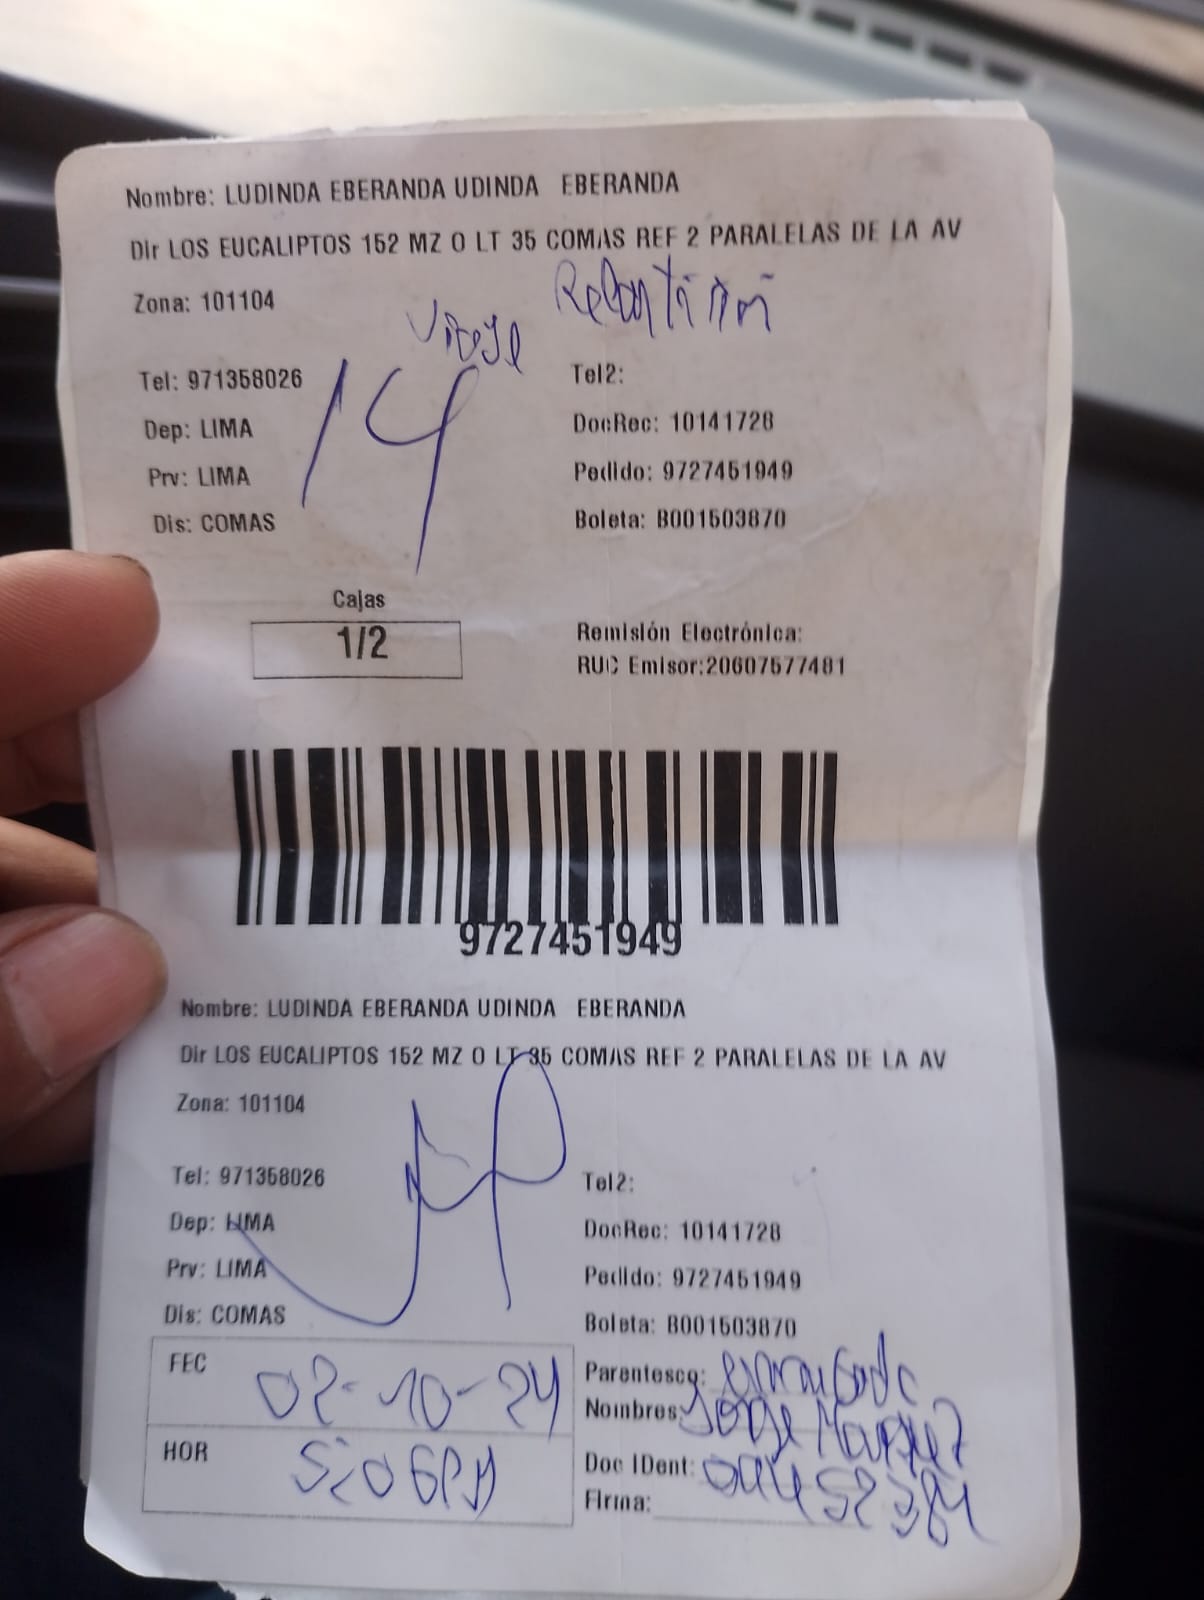 Nombre: LUDINDA EBERANDA UDINDA EBERANDA
Dir LOS EUCALIPTOS 152 MZ O LT 35 COMAS REF 2 PARALELAS DE LA AV
Zona: 101104
14
Tel: 971358026 Tel2:
Dep: LIMA DocRec: 10141728
Prv: LIMA Pedido: 9727451949
Dis: COMAS Boleta: B001503870
Cajas
1/2
Remisión Electrónica:
RUC Emisor:20607577481
9727451949
Nombre: LUDINDA EBERANDA UDINDA EBERANDA
Dir LOS EUCALIPTOS 152 MZ O LT 35 COMAS REF 2 PARALELAS DE LA AV
Zona: 101104
Tel: 971358026 Tel2:
Dep: LIMA DocRec: 10141728
Prv: LIMA Pedido: 9727451949
Dis: COMAS Boleta: B001503870
FEC 02-10-24
HOR 5:06PM
Parentesco:
Nombres: Jorge Marquez
Doc IDent:
Firma: